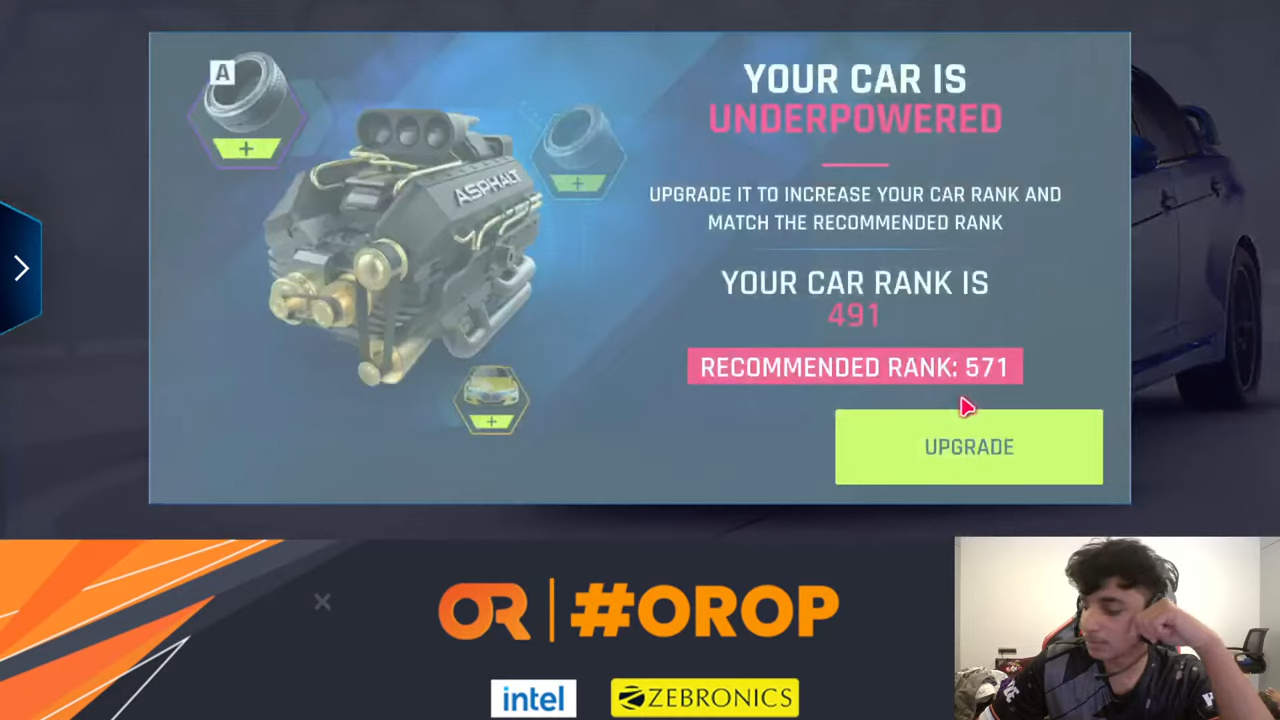 A
ASPHALT
YOUR CAR IS
UNDERPOWERED
UPGRADE IT TO INCREASE YOUR CAR RANK AND
MATCH THE RECOMMENDED RANK
YOUR CAR RANK IS
491
RECOMMENDED RANK: 571
UPGRADE
OR | #OROP
intel
ZEBRONICS